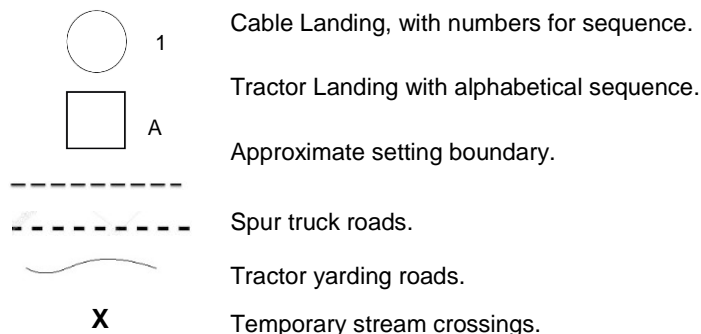 Cable Landing, with numbers for sequence.
1
Tractor Landing with alphabetical sequence.
A
Approximate setting boundary.
Spur truck roads.
Tractor yarding roads.
X Temporary stream crossings.